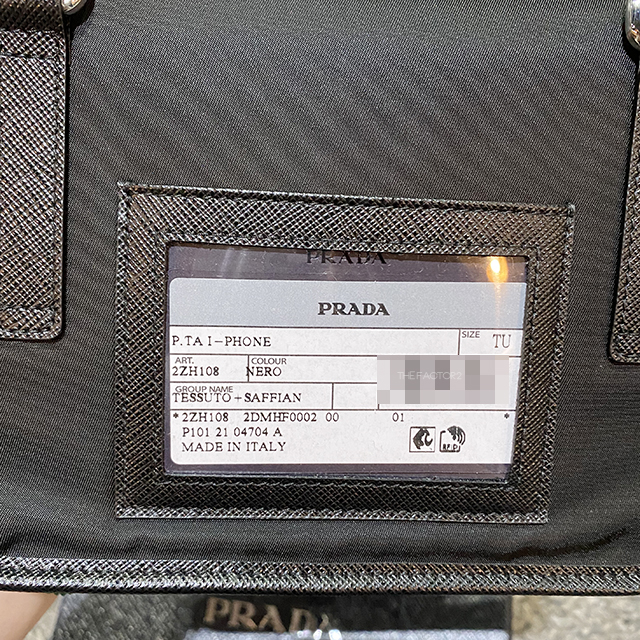 PRADA
PRADA
P.TA I-PHONE SIZE TU
ART. COLOUR
2ZH108 NERO
THEFACTOR2
GROUP NAME
TESSUTO+SAFFIAN
*2ZH108 2DMHF0002 00 01 *
P101 21 04704 A
MADE IN ITALY
R.F.I.D.
PRADA